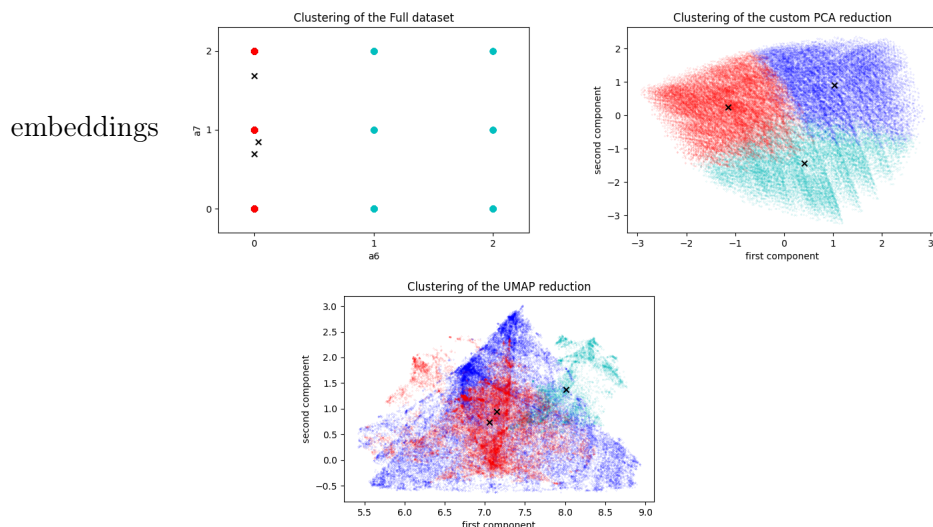 embeddings
Clustering of the Full dataset
a7
2
1
0
0 1 2
a6
Clustering of the custom PCA reduction
second component
2
1
0
−1
−2
−3
−3 −2 −1 0 1 2 3
first component
Clustering of the UMAP reduction
second component
3.0
2.5
2.0
1.5
1.0
0.5
0.0
−0.5
5.5 6.0 6.5 7.0 7.5 8.0 8.5 9.0
first component